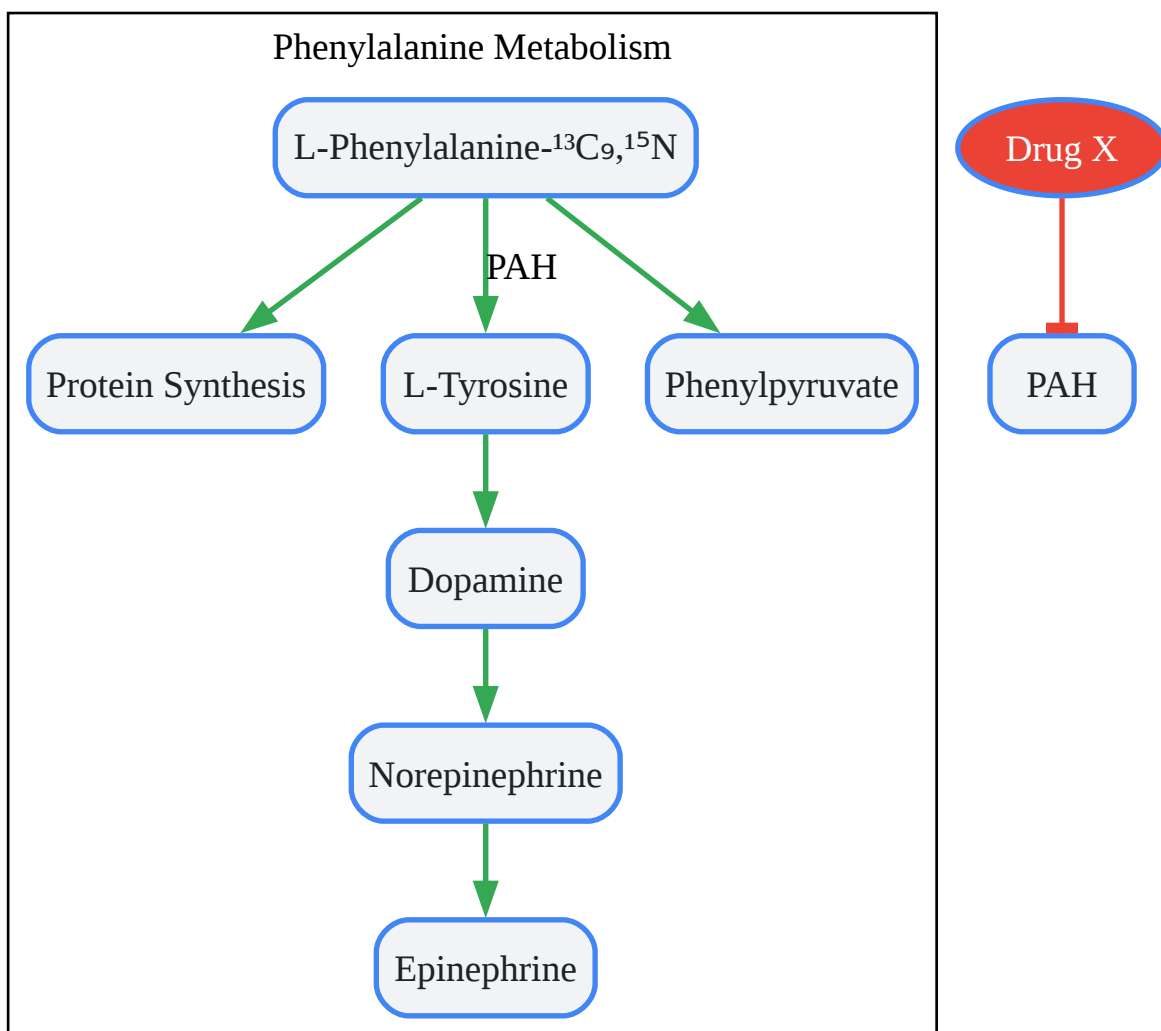 Phenylalanine Metabolism
L-Phenylalanine-¹³C₉,¹⁵N
Drug X
PAH
Protein Synthesis
L-Tyrosine
Phenylpyruvate
PAH
Dopamine
Norepinephrine
Epinephrine